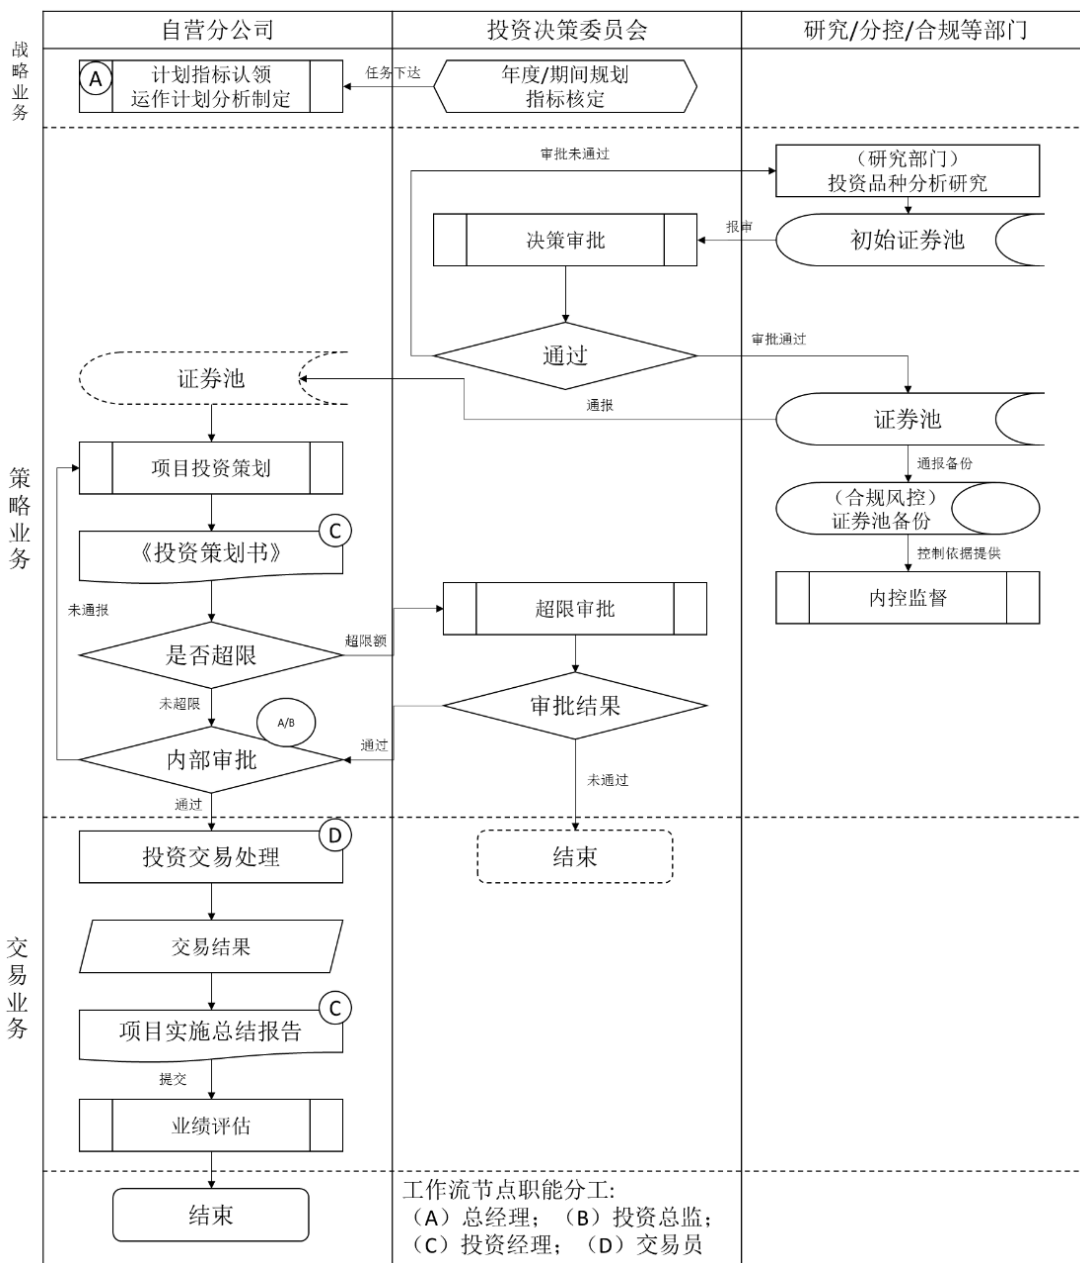 自营分公司
投资决策委员会
研究/分控/合规等部门
战略业务
A
计划指标认领
运作计划分析制定
任务下达
年度/期间规划
指标核定
策略业务
审批未通过
（研究部门）
投资品种分析研究
决策审批
报审
初始证券池
通过
审批通过
证券池
通报
证券池
通报备份
项目投资策划
（合规风控）
证券池备份
C
《投资策划书》
控制依据提供
未通报
超限审批
内控监督
是否超限
超限额
未超限
A/B
审批结果
内部审批
通过
未通过
通过
交易业务
D
投资交易处理
结束
交易结果
C
项目实施总结报告
提交
业绩评估
结束
工作流节点职能分工:
（A）总经理；（B）投资总监；
（C）投资经理；（D）交易员